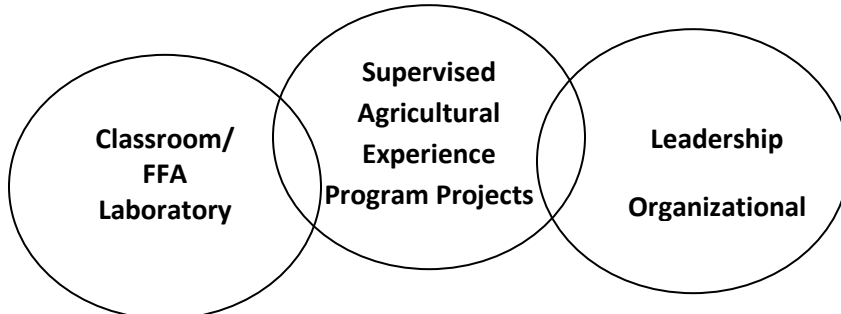 Classroom/
FFA
Laboratory
Supervised
Agricultural
Experience
Program Projects
Leadership
Organizational